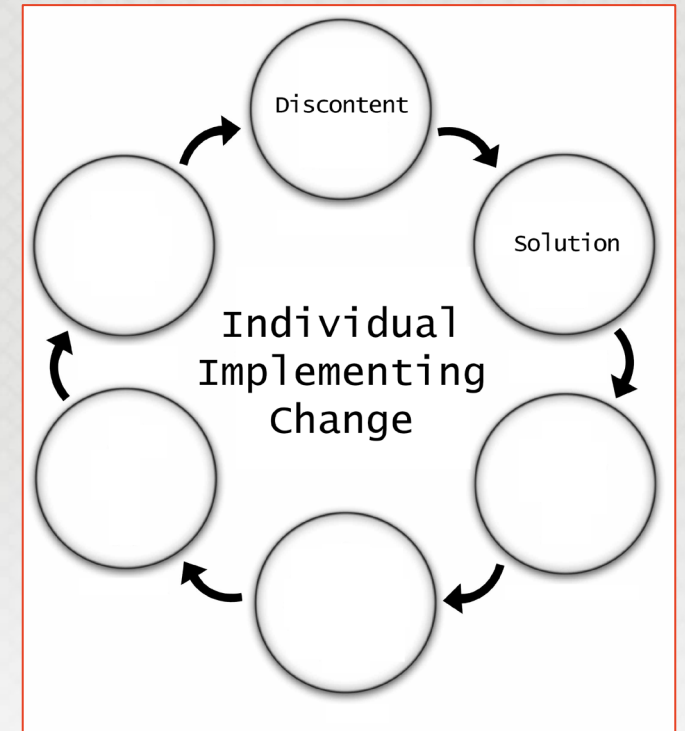 Discontent
Solution
Individual
Implementing
Change